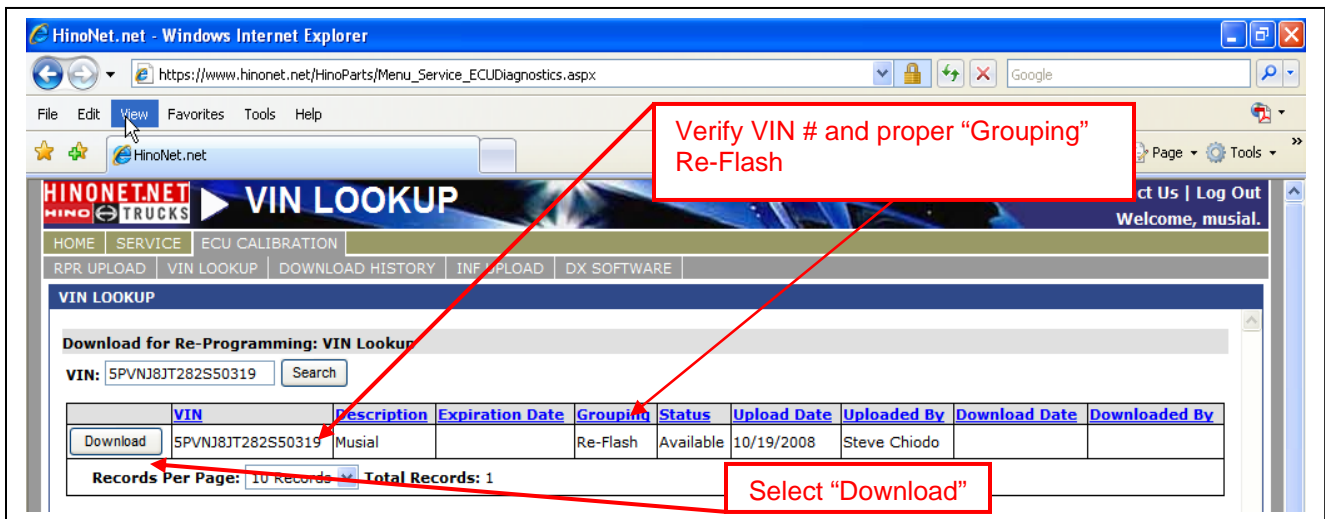 HinoNet.net - Windows Internet Explorer
https://www.hinonet.net/HinoParts/Menu_Service_ECUDiagnostics.aspx
Google
File Edit View Favorites Tools Help
Verify VIN # and proper “Grouping”
Re-Flash
HinoNet.net
Page Tools
HINONET.NET
HINO TRUCKS
VIN LOOKUP
ct Us | Log Out
Welcome, musial.
HOME SERVICE ECU CALIBRATION
RPR UPLOAD VIN LOOKUP DOWNLOAD HISTORY INF UPLOAD DX SOFTWARE
VIN LOOKUP
Download for Re-Programming: VIN Lookup
VIN: 5PVNJ8JT282S50319 Search
VIN Description Expiration Date Grouping Status Upload Date Uploaded By Download Date Downloaded By
Download 5PVNJ8JT282S50319 Musial Re-Flash Available 10/19/2008 Steve Chiodo
Records Per Page: 10 Records Total Records: 1
Select “Download”